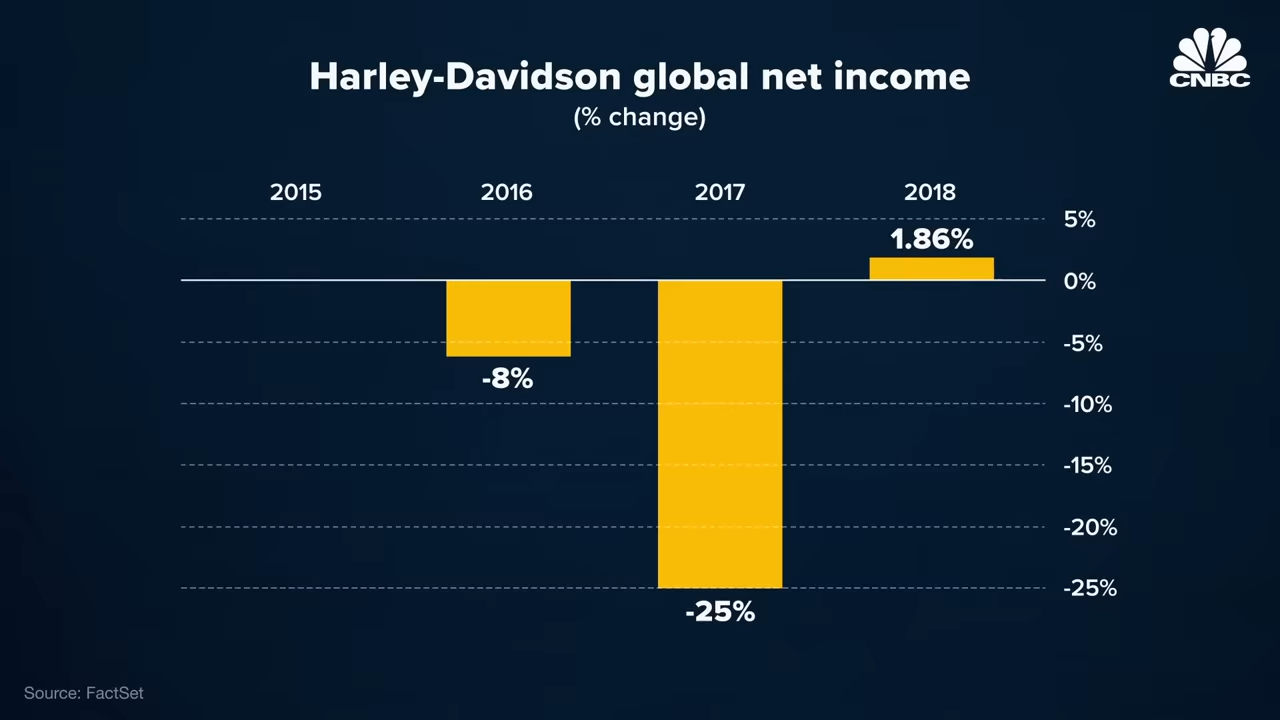 CNBC
Harley-Davidson global net income
(% change)
2015 2016 2017 2018
5%
1.86%
0%
-5%
-8%
-10%
-15%
-20%
-25%
-25%
Source: FactSet